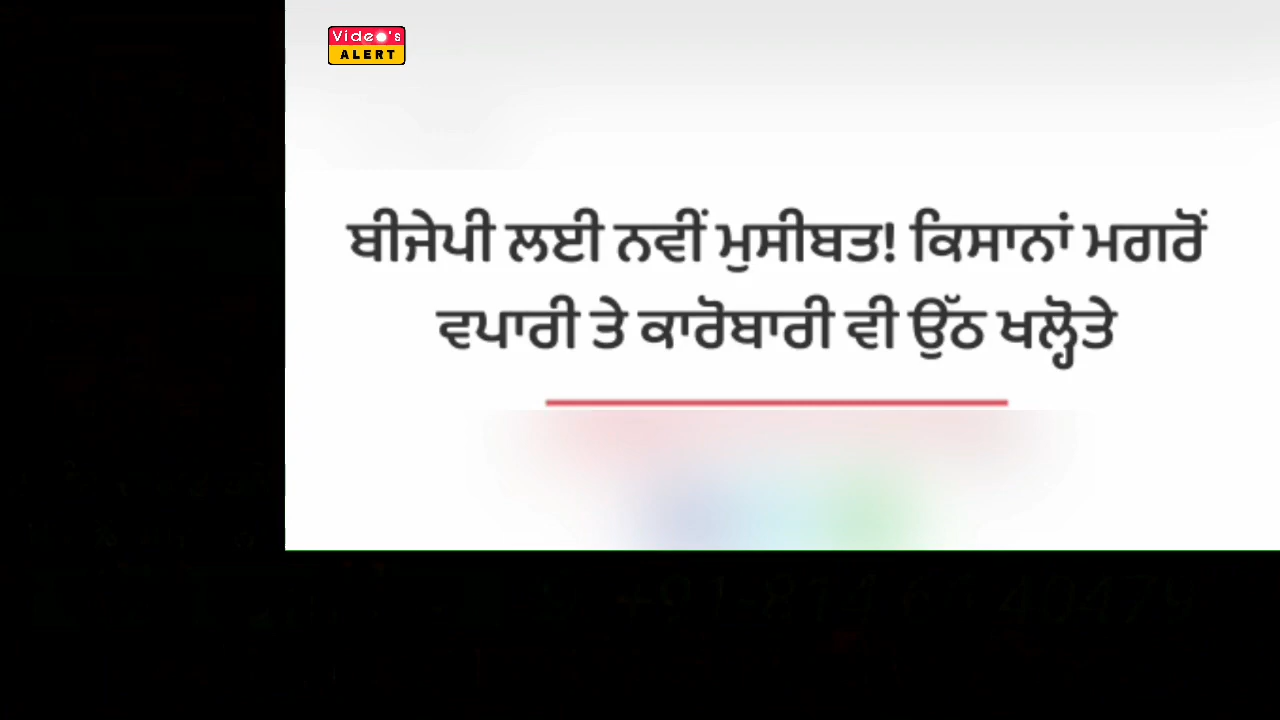 Video's
ALERT
ਬੀਜੇਪੀ ਲਈ ਨਵੀਂ ਮੁਸੀਬਤ! ਕਿਸਾਨਾਂ ਮਗਰੋਂ
ਵਪਾਰੀ ਤੇ ਕਾਰੋਬਾਰੀ ਵੀ ਉੱਠ ਖਲ੍ਹੋਤੇ